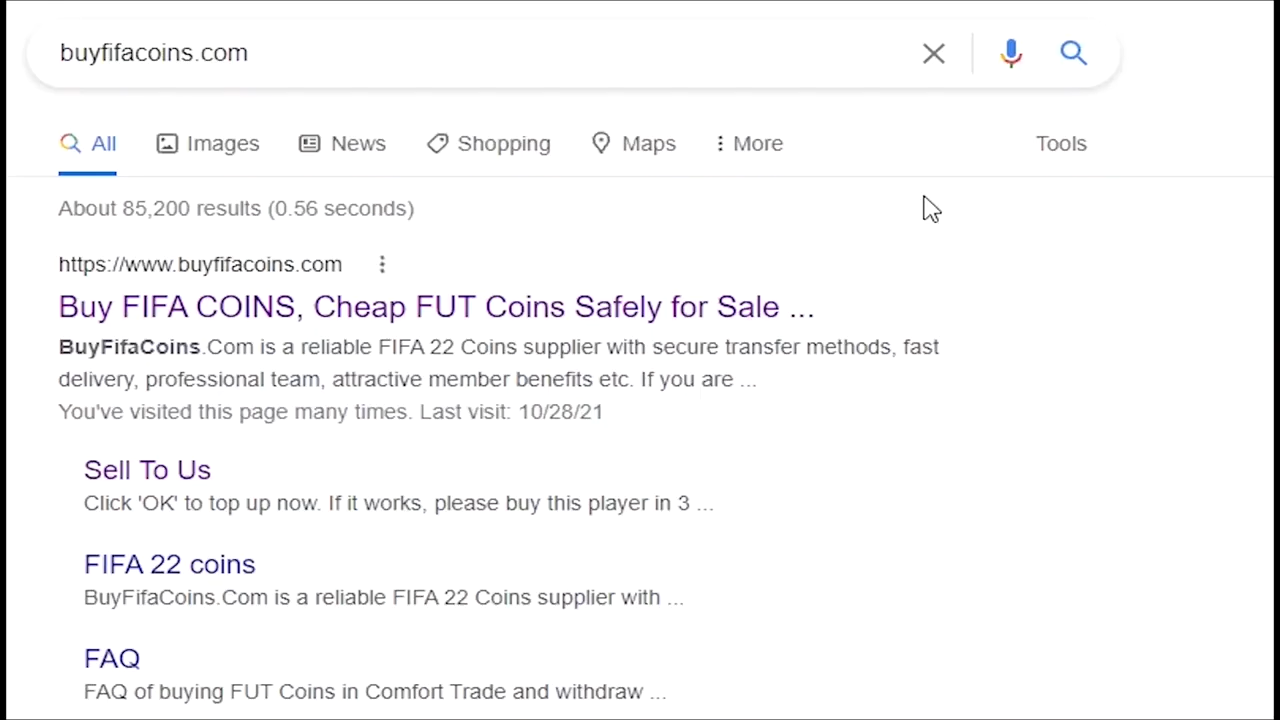 buyfifacoins.com
All Images News Shopping Maps More Tools
About 85,200 results (0.56 seconds)
https://www.buyfifacoins.com
Buy FIFA COINS, Cheap FUT Coins Safely for Sale ...
BuyFifaCoins.Com is a reliable FIFA 22 Coins supplier with secure transfer methods, fast
delivery, professional team, attractive member benefits etc. If you are ...
You've visited this page many times. Last visit: 10/28/21
Sell To Us
Click 'OK' to top up now. If it works, please buy this player in 3 ...
FIFA 22 coins
BuyFifaCoins.Com is a reliable FIFA 22 Coins supplier with ...
FAQ
FAQ of buying FUT Coins in Comfort Trade and withdraw ...